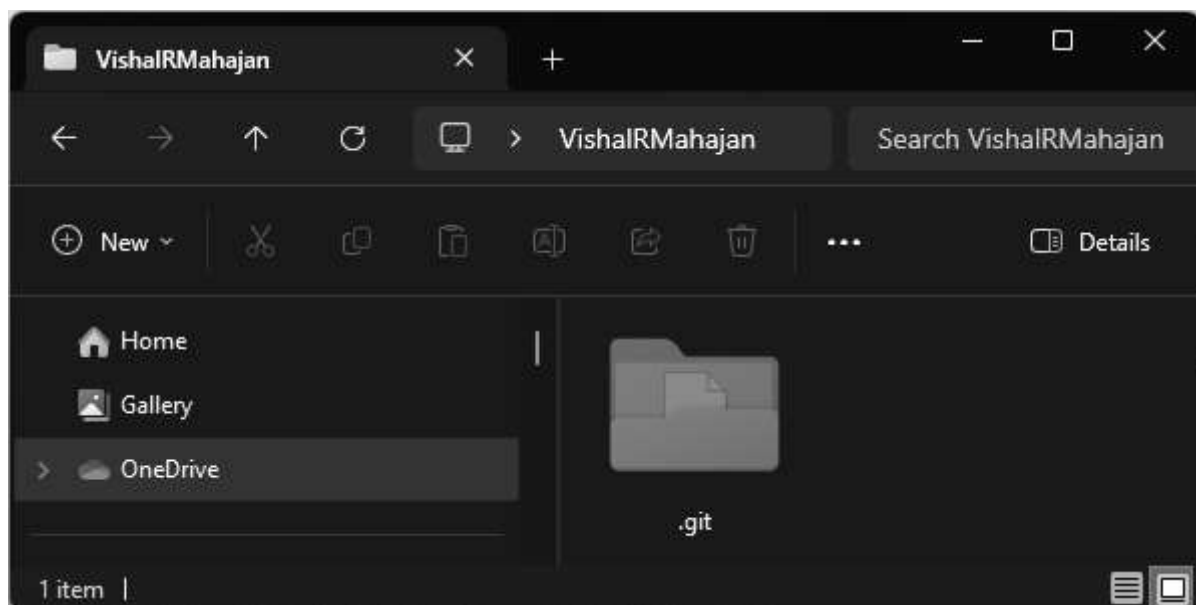 VishalRMahajan
VishalRMahajan
Search VishalRMahajan
New
Details
Home
Gallery
OneDrive
.git
1 item